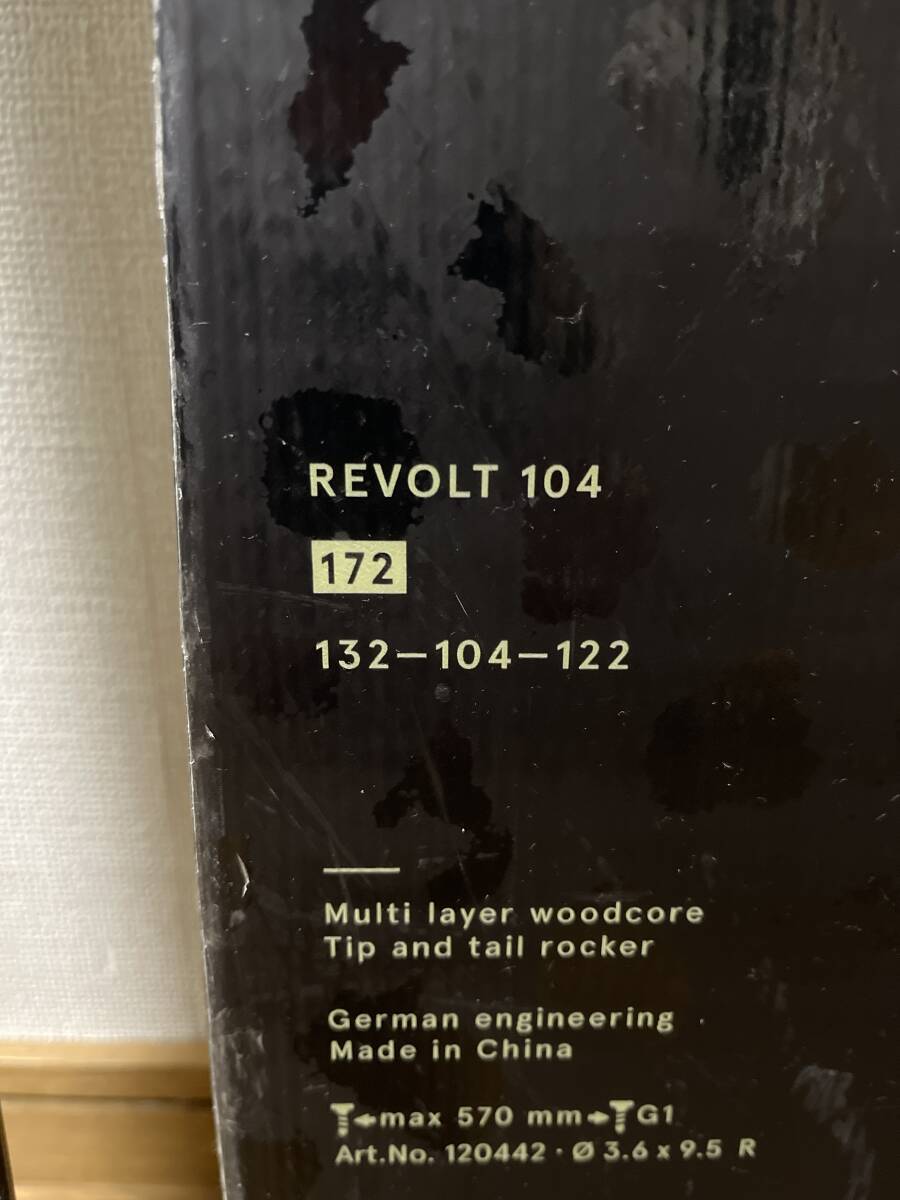 REVOLT 104
172
132–104–122
Multi layer woodcore
Tip and tail rocker
German engineering
Made in China
max 570 mm G1
Art.No. 120442 · Ø 3.6 x 9.5 R